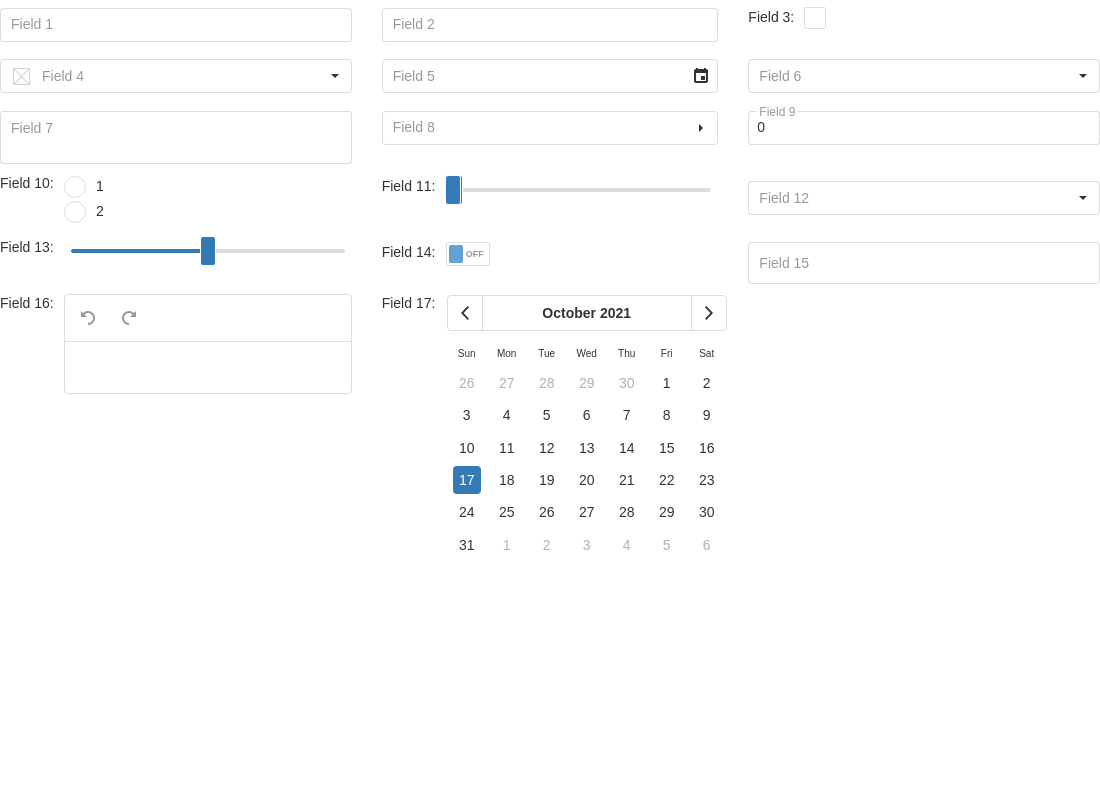 Field 1
Field 2
Field 3:
Field 4
Field 5
Field 6
Field 7
Field 8
Field 9
0
Field 10:
1
2
Field 11:
Field 12
Field 13:
Field 14:
OFF
Field 15
Field 16:
Field 17:
October 2021
Sun Mon Tue Wed Thu Fri Sat
26 27 28 29 30 1 2
3 4 5 6 7 8 9
10 11 12 13 14 15 16
17 18 19 20 21 22 23
24 25 26 27 28 29 30
31 1 2 3 4 5 6